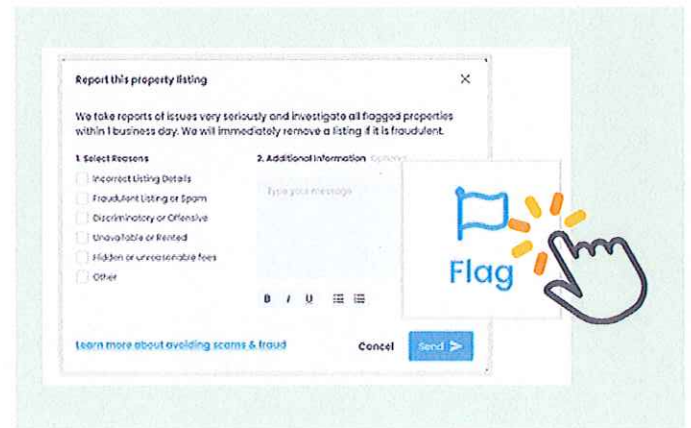 Report this property listing
We take reports of issues very seriously and investigate all flagged properties
within 1 business day. We will immediately remove a listing if it is fraudulent.
1. Select Reasons
Incorrect Listing Details
Fraudulent Listing or Spam
Discriminatory or Offensive
Unavailable or Rented
Hidden or unreasonable fees
Other
2. Additional Information Optional
Type your message
B I U
Flag
Learn more about avoiding scams & fraud
Cancel
Send